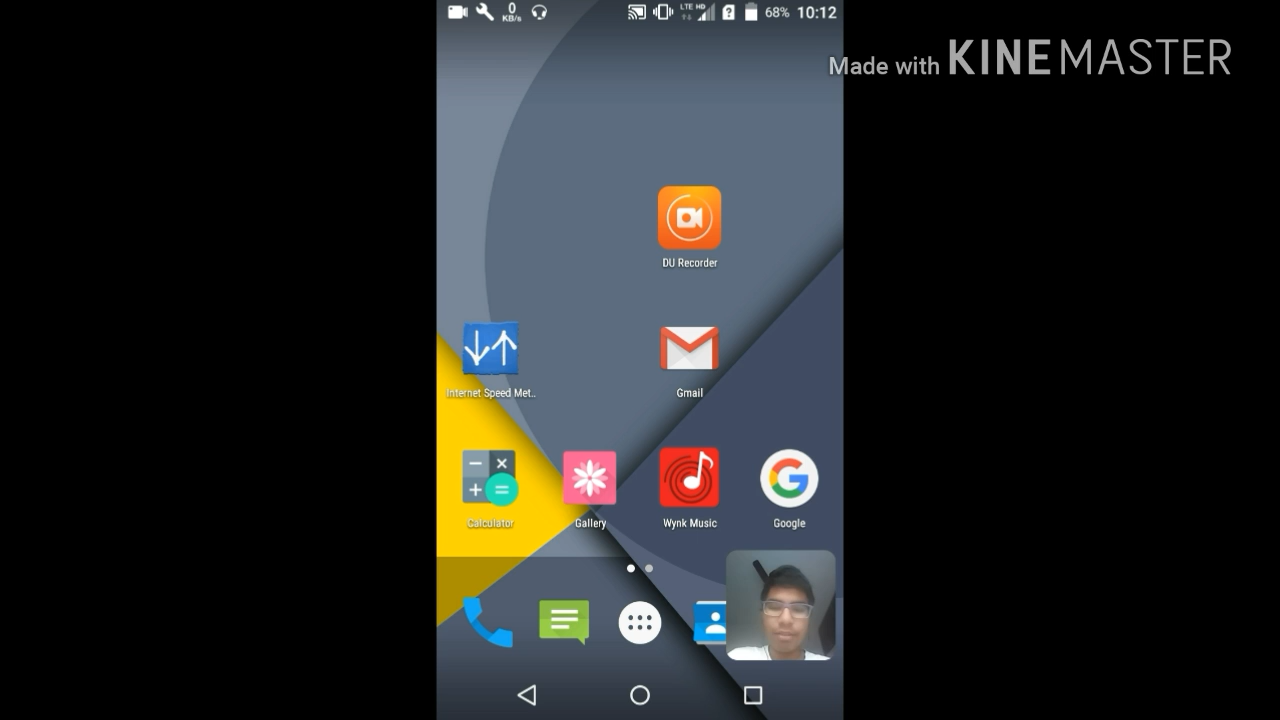 0
KB/s
LTE HD
68% 10:12
Made with KINEMASTER
DU Recorder
Internet Speed Met..
Gmail
Calculator
Gallery
Wynk Music
Google